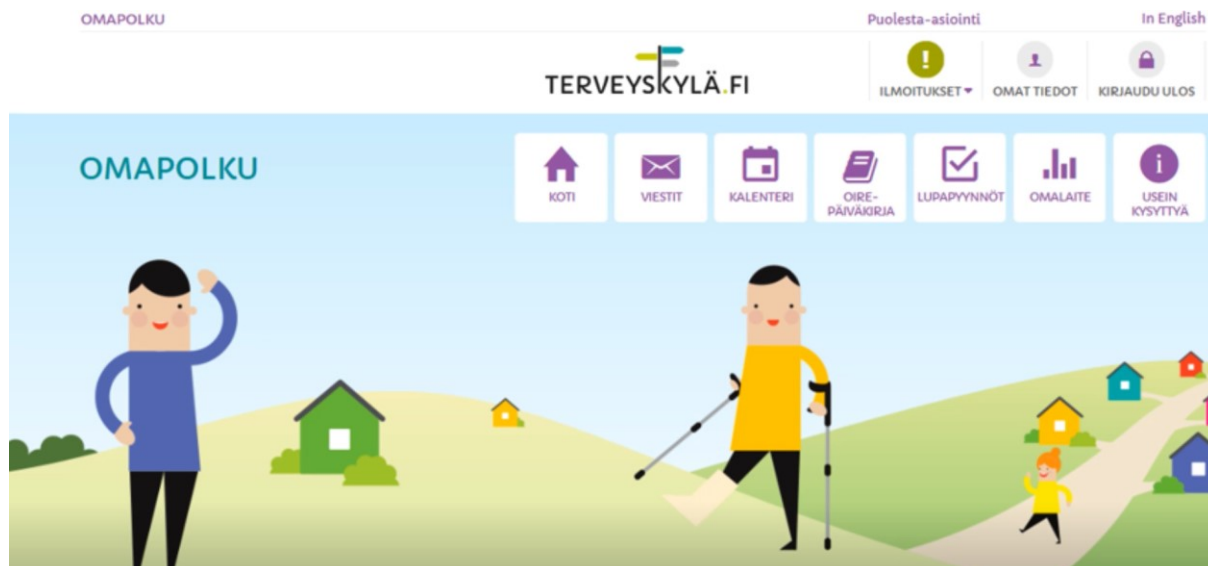 OMAPOLKU
Puolesta-asiointi
In English
TERVEYSKYLÄ.FI
!
ILMOITUKSET
OMAT TIEDOT
KIRJAUDU ULOS
OMAPOLKU
KOTI
VIESTIT
KALENTERI
OIRE-
PÄIVÄKIRJA
LUPAPYYNNÖT
OMALAITE
i
USEIN
KYSYTTYÄ